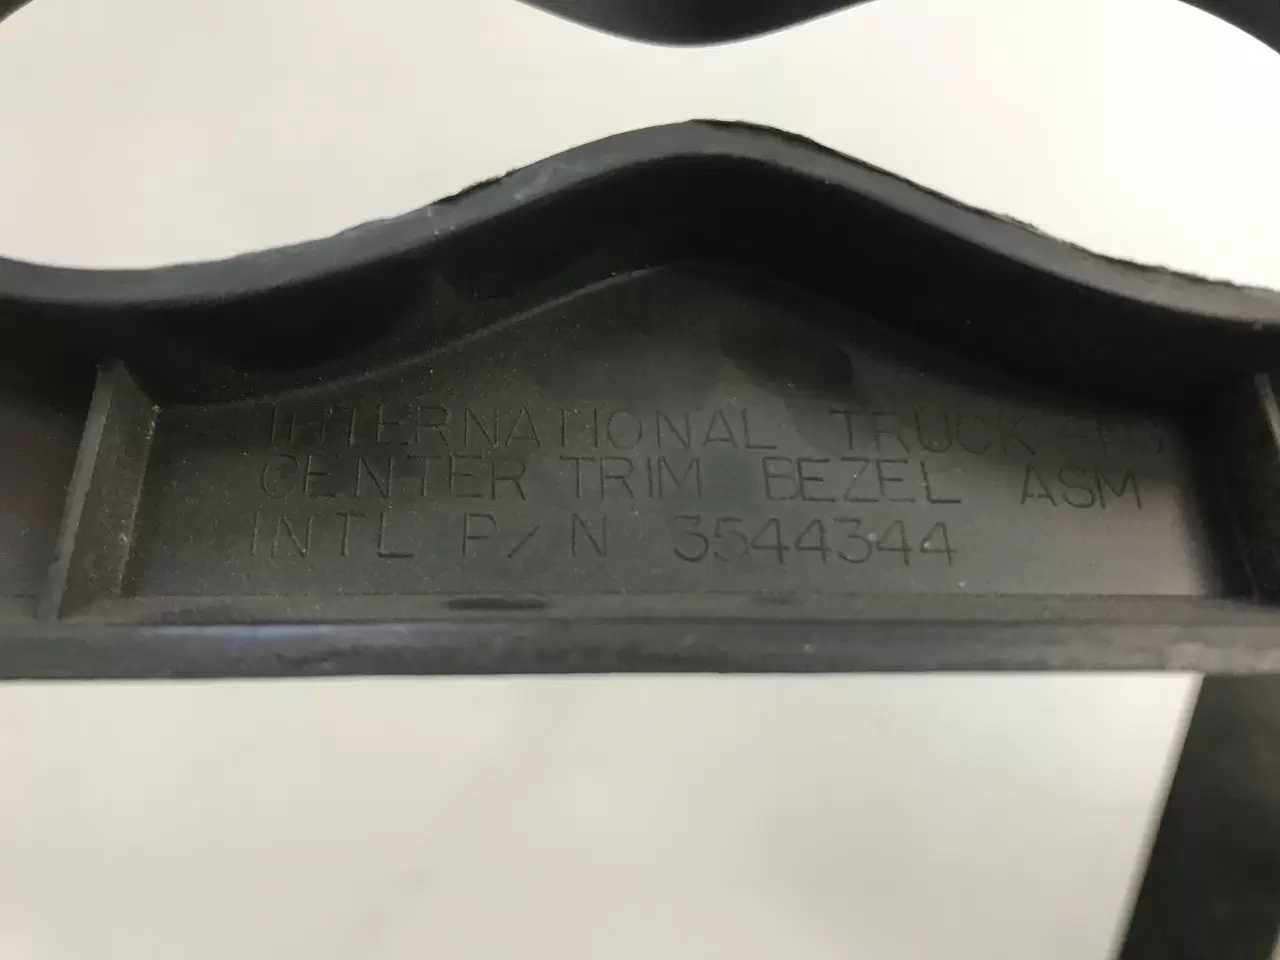 INTERNATIONAL TRUCK
CENTER TRIM BEZEL ASM
INTL P/N 3544344